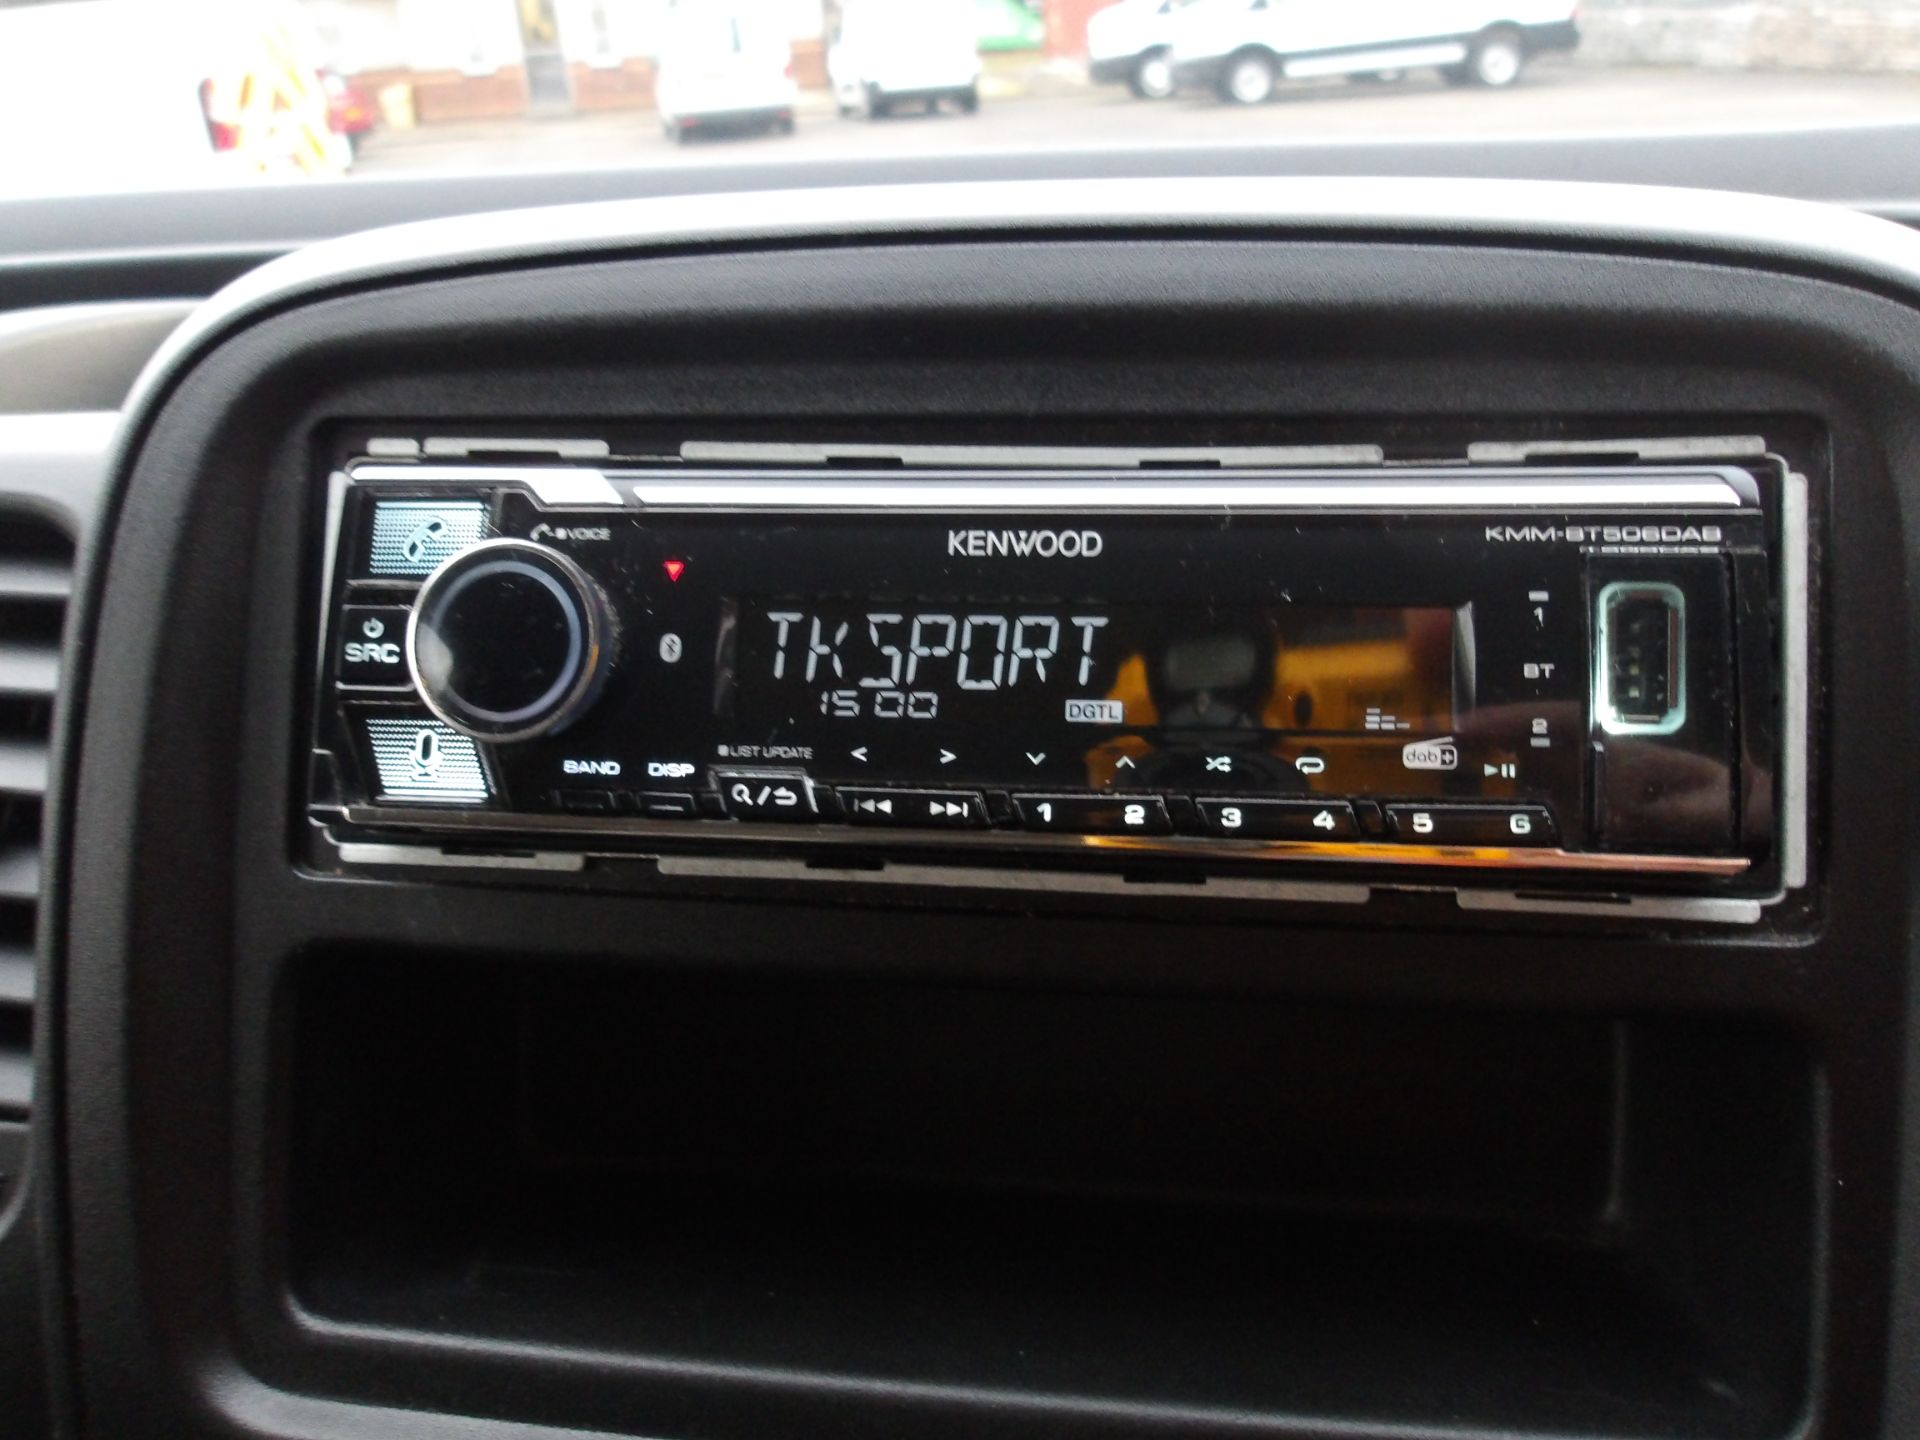 VOICE
KENWOOD
KMM-BT506DAB
SRC
TKSPORT
15 00
DGTL
1
BT
2
BAND DISP LIST UPDATE
dab+
Q/
1 2 3 4 5 6